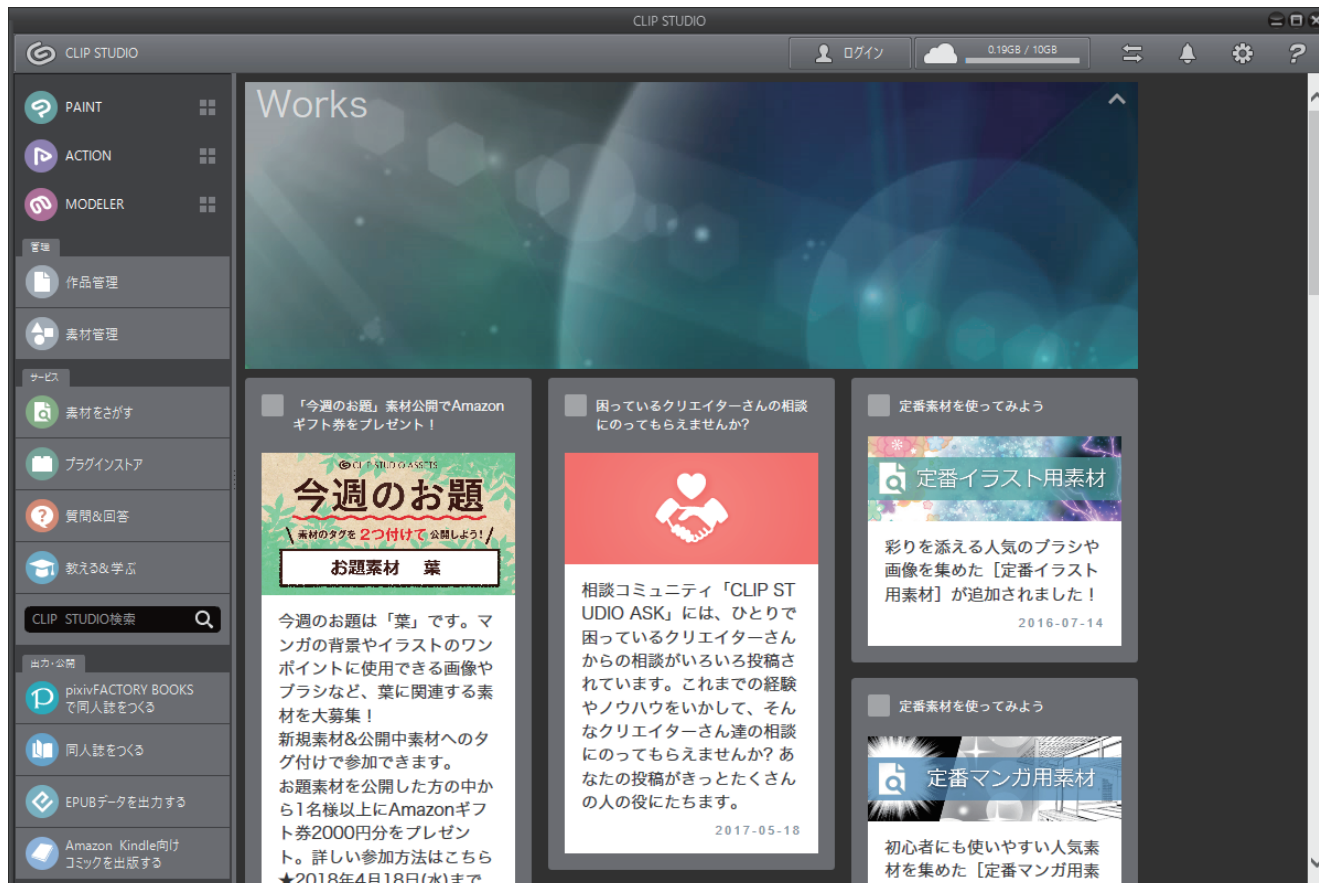 CLIP STUDIO
CLIP STUDIO
ログイン
0.19GB / 10GB
PAINT
ACTION
MODELER
管理
作品管理
素材管理
サービス
素材をさがす
プラグインストア
質問&回答
教える&学ぶ
CLIP STUDIO検索
出力・公開
pixivFACTORY BOOKS
で同人誌をつくる
同人誌をつくる
EPUBデータを出力する
Amazon Kindle向け
コミックを出版する
Works
「今週のお題」素材公開でAmazon
ギフト券をプレゼント！
CLIP STUDIO ASSETS
今週のお題
素材のタグを2つ付けて公開しよう！
お題素材 葉
今週のお題は「葉」です。マ
ンガの背景やイラストのワン
ポイントに使用できる画像や
ブラシなど、葉に関連する素
材を大募集！
新規素材&公開中素材へのタ
グ付けで参加できます。
お題素材を公開した方の中か
ら1名様以上にAmazonギフ
ト券2000円分をプレゼン
ト。詳しい参加方法はこちら
★2018年4月18日(水)まで
困っているクリエイターさんの相談
にのってもらえませんか?
相談コミュニティ「CLIP ST
UDIO ASK」には、ひとりで
困っているクリエイターさん
からの相談がいろいろ投稿さ
れています。これまでの経験
やノウハウをいかして、そん
なクリエイターさん達の相談
にのってもらえませんか? あ
なたの投稿がきっとたくさん
の人の役にたちます。
2017-05-18
定番素材を使ってみよう
定番イラスト用素材
彩りを添える人気のブラシや
画像を集めた［定番イラスト
用素材］が追加されました！
2016-07-14
定番素材を使ってみよう
定番マンガ用素材
初心者にも使いやすい人気素
材を集めた［定番マンガ用素